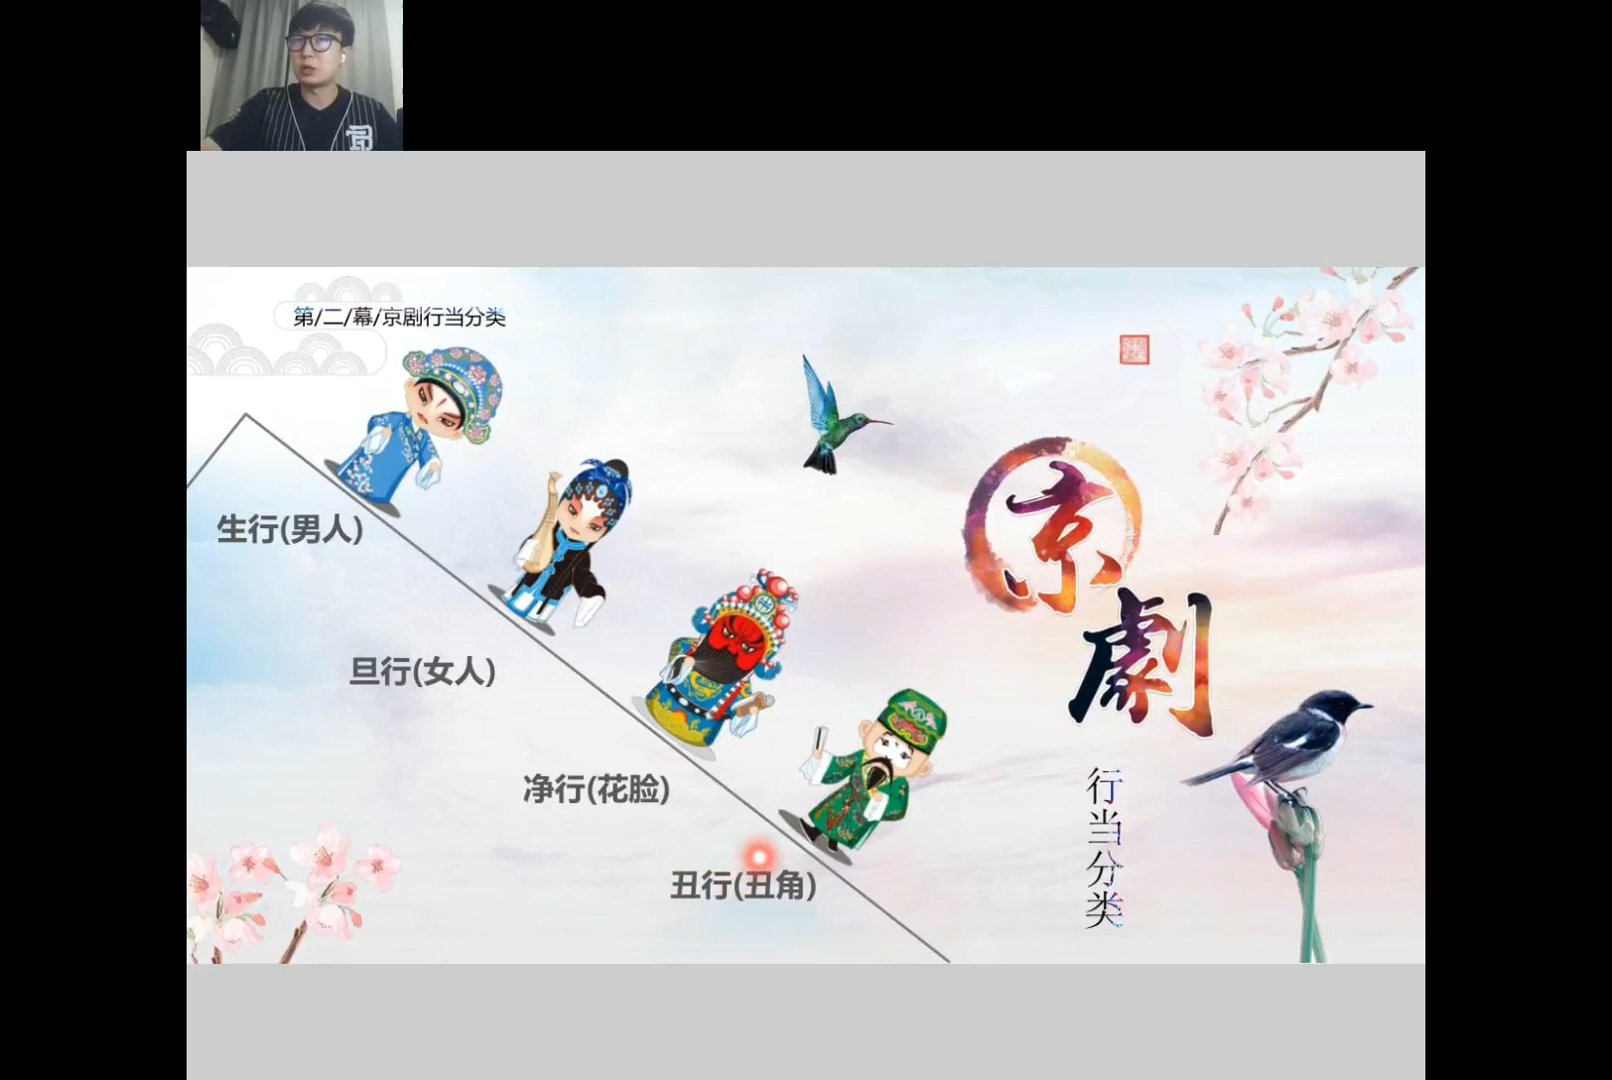 第/二/幕/京剧行当分类
生行(男人)
旦行(女人)
净行(花脸)
丑行(丑角)
京劇
行当分类